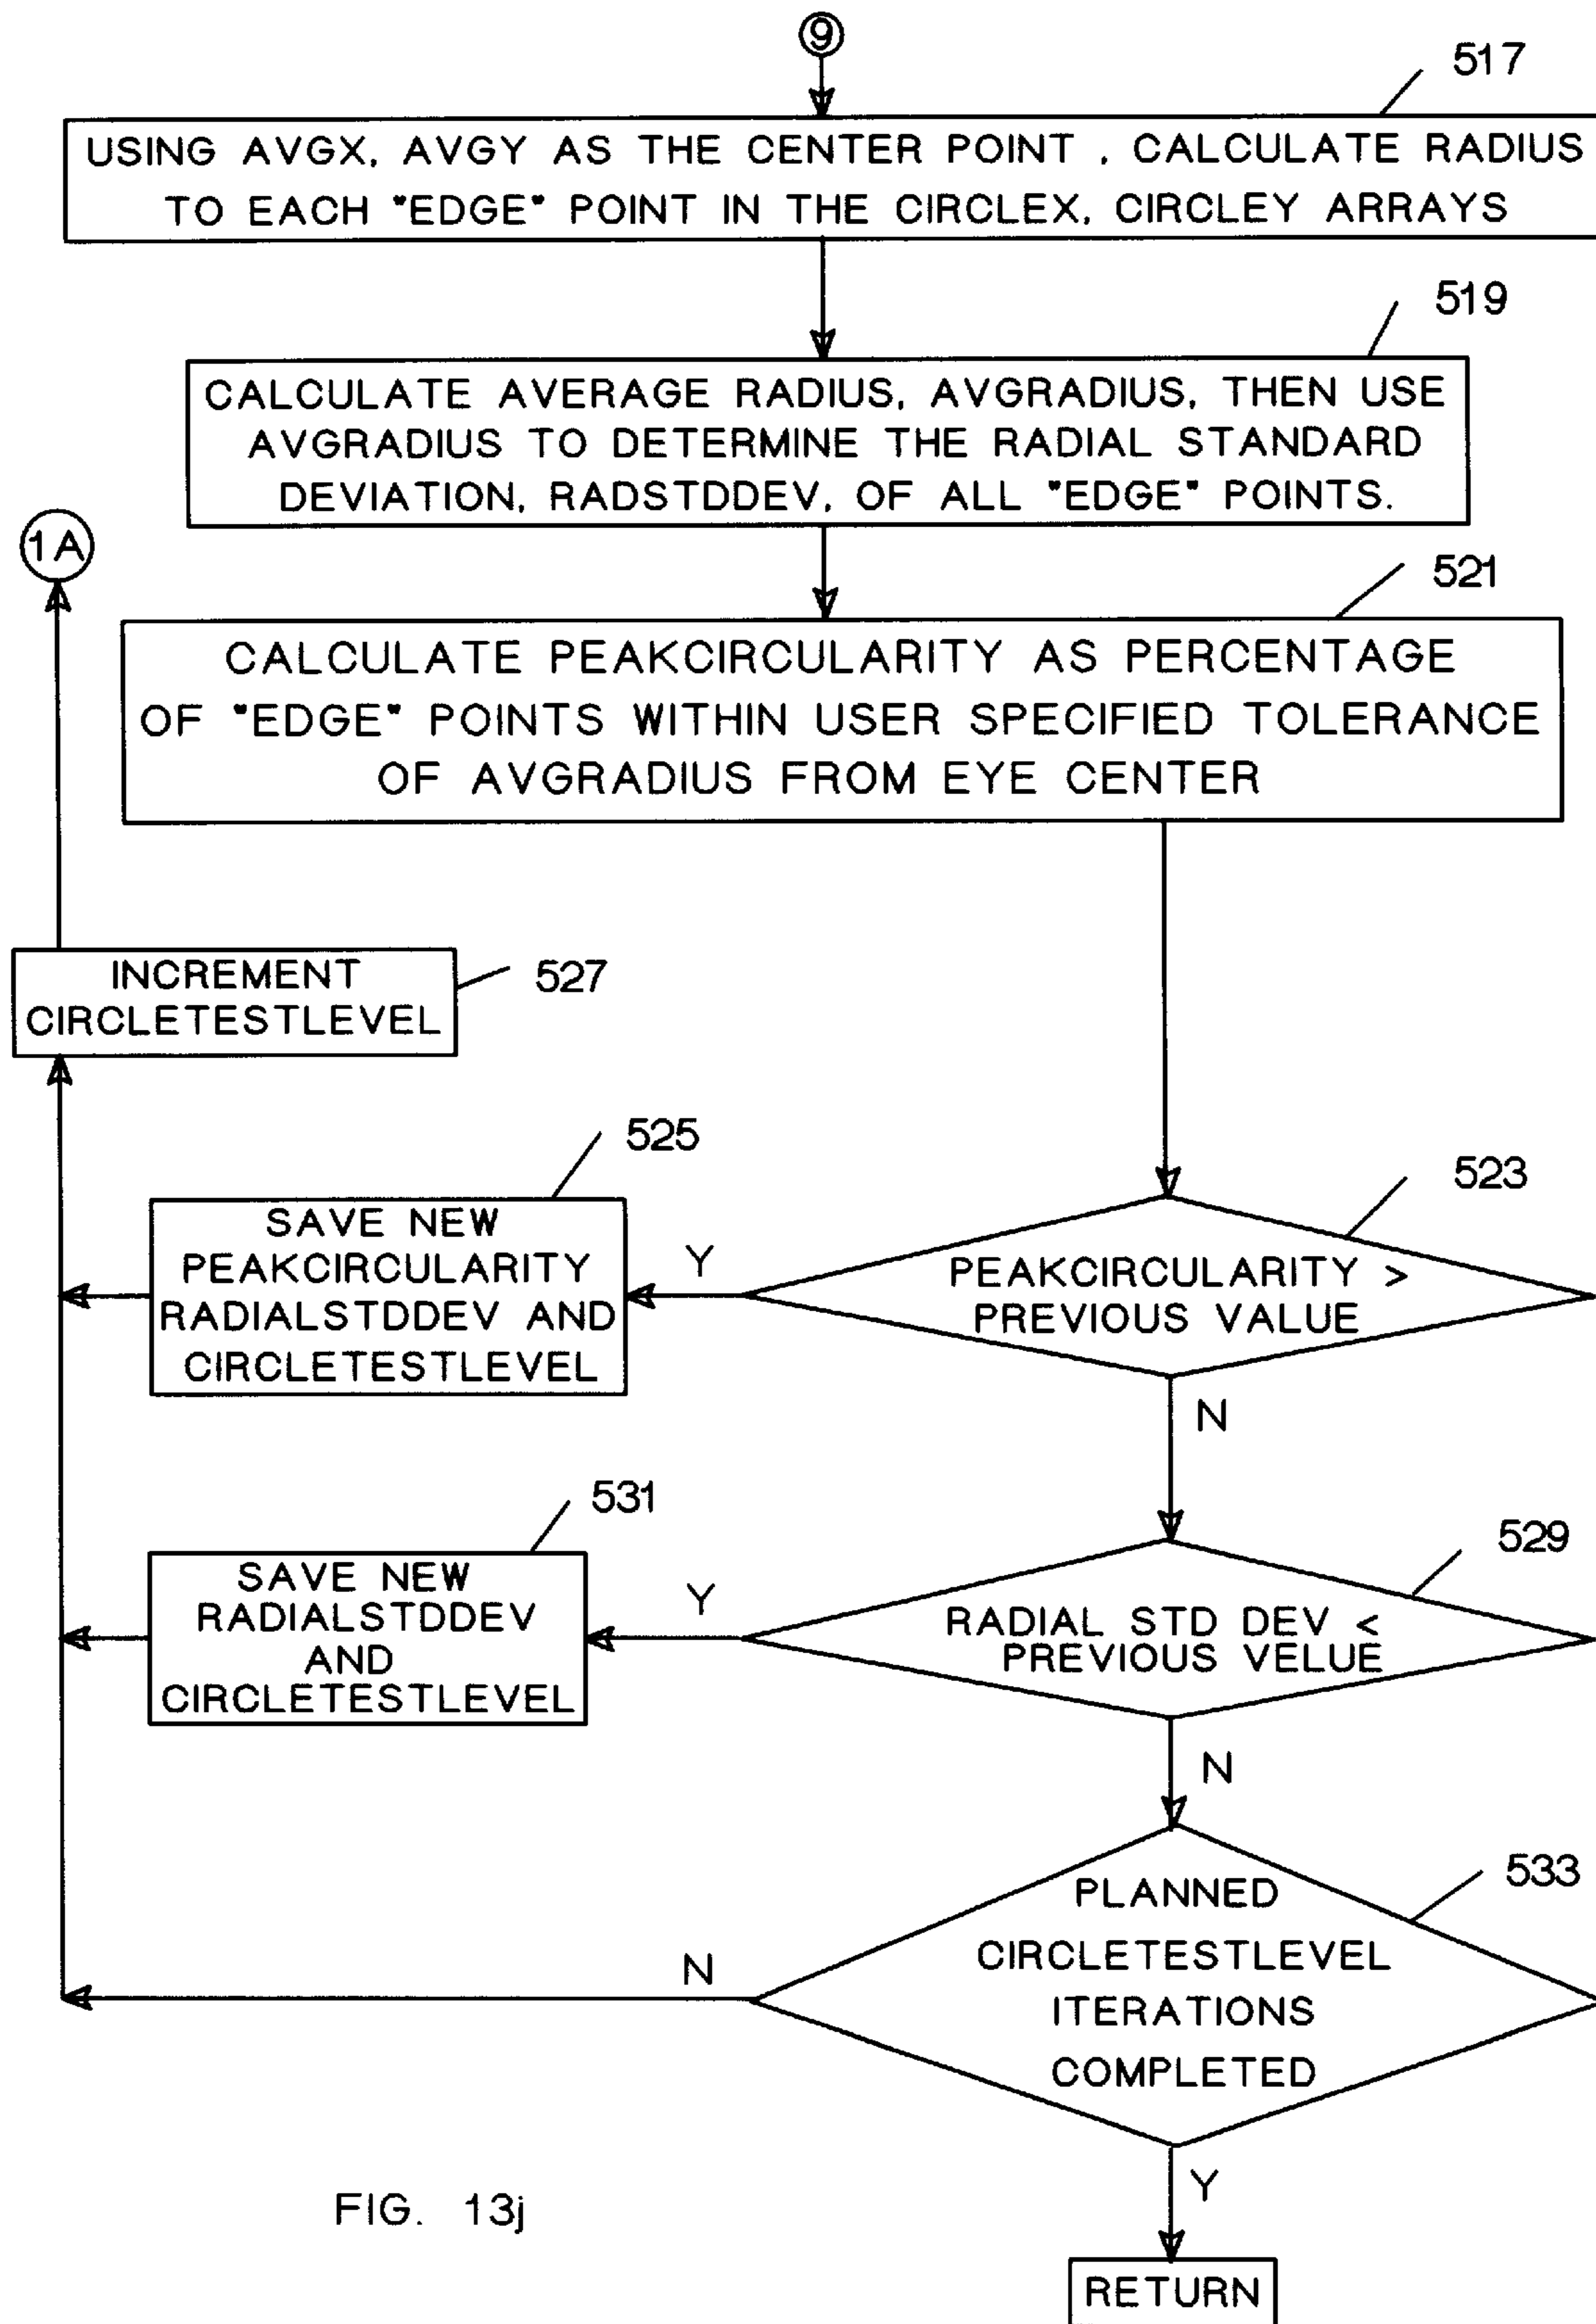 9
517
USING AVGX, AVGY AS THE CENTER POINT , CALCULATE RADIUS
TO EACH "EDGE" POINT IN THE CIRCLEX, CIRCLEY ARRAYS
519
CALCULATE AVERAGE RADIUS, AVGRADIUS, THEN USE
AVGRADIUS TO DETERMINE THE RADIAL STANDARD
DEVIATION, RADSTDDEV, OF ALL "EDGE" POINTS.
1A
521
CALCULATE PEAKCIRCULARITY AS PERCENTAGE
OF "EDGE" POINTS WITHIN USER SPECIFIED TOLERANCE
OF AVGRADIUS FROM EYE CENTER
INCREMENT
CIRCLETESTLEVEL
527
525
SAVE NEW
PEAKCIRCULARITY
RADIALSTDDEV AND
CIRCLETESTLEVEL
Y
523
PEAKCIRCULARITY >
PREVIOUS VALUE
N
531
SAVE NEW
RADIALSTDDEV
AND
CIRCLETESTLEVEL
Y
529
RADIAL STD DEV <
PREVIOUS VELUE
N
533
PLANNED
CIRCLETESTLEVEL
ITERATIONS
COMPLETED
N
Y
FIG. 13j
RETURN